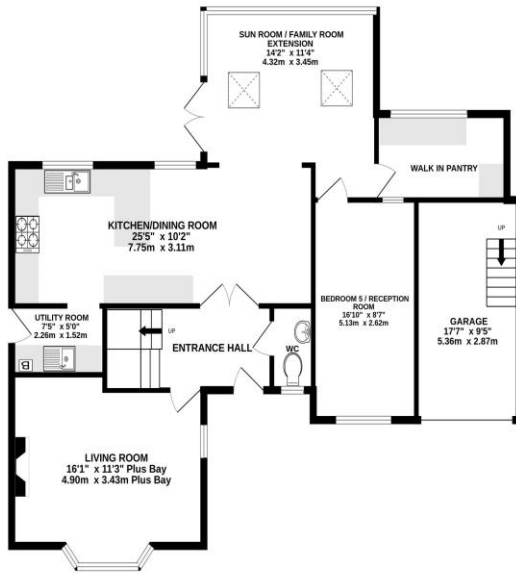 SUN ROOM / FAMILY ROOM
EXTENSION
14'2" x 11'4"
4.32m x 3.45m
WALK IN PANTRY
KITCHEN/DINING ROOM
25'5" x 10'2"
7.75m x 3.11m
UP
BEDROOM 5 / RECEPTION
ROOM
16'10" x 8'7"
5.13m x 2.62m
GARAGE
17'7" x 9'5"
5.36m x 2.87m
UTILITY ROOM
7'5" x 5'0"
2.26m x 1.52m
UP
ENTRANCE HALL
WC
B
LIVING ROOM
16'1" x 11'3" Plus Bay
4.90m x 3.43m Plus Bay